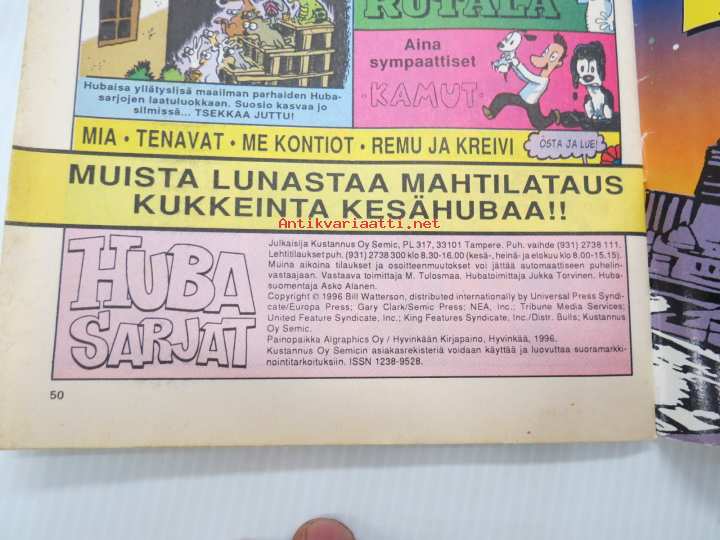 RUTALA
Aina
sympaattiset
KAMUT
Hubaisa yllätyslisä maailman parhaiden Huba-
sarjojen laatuluokkaan. Suosio kasvaa jo
silmissä... TSEKKAA JUTTU!
MIA • TENAVAT • ME KONTIOT • REMU JA KREIVI
OSTA JA LUE!
MUISTA LUNASTAA MAHTILATAUS
KUKKEINTA KESÄHUBAA!!
Antikvariaatti.net
HUBA
SARJAT
Julkaisija Kustannus Oy Semic, PL 317, 33101 Tampere. Puh. vaihde (931) 2738 111.
Lehtitilaukset puh. (931) 2738 300 klo 8.30-16.00 (kesä-, heinä- ja elokuu klo 8.00-15.15).
Muina aikoina tilaukset ja osoitteenmuutokset voi jättää automaattiseen puhelin-
vastaajaan. Vastaava toimittaja M. Tulosmaa. Hubatoimittaja Jukka Torvinen. Huba-
suomentaja Asko Alanen.
Copyright © 1996 Bill Watterson, distributed internationally by Universal Press Syndi-
cate/Europa Press; Gary Clark/Semic Press; NEA, Inc.; Tribune Media Services;
United Feature Syndicate, Inc.; King Features Syndicate, Inc./Distr. Bulls; Kustannus
Oy Semic.
Painopaikka Algraphics Oy / Hyvinkään Kirjapaino, Hyvinkää, 1996.
Kustannus Oy Semicin asiakasrekisteriä voidaan käyttää ja luovuttaa suoramarkki-
nointitarkoituksiin. ISSN 1238-9528.
50